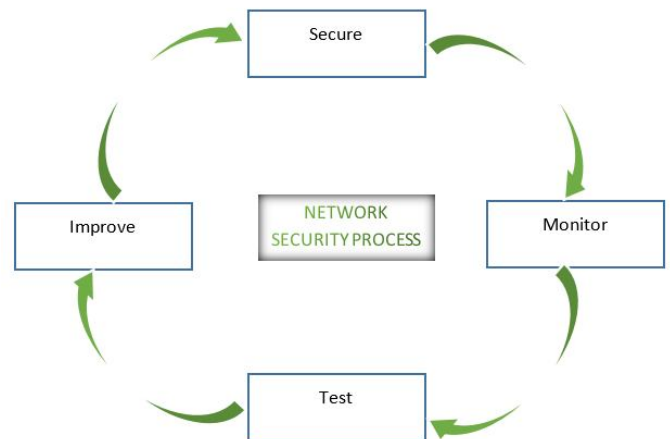 Secure
Improve
NETWORK
SECURITY PROCESS
Monitor
Test